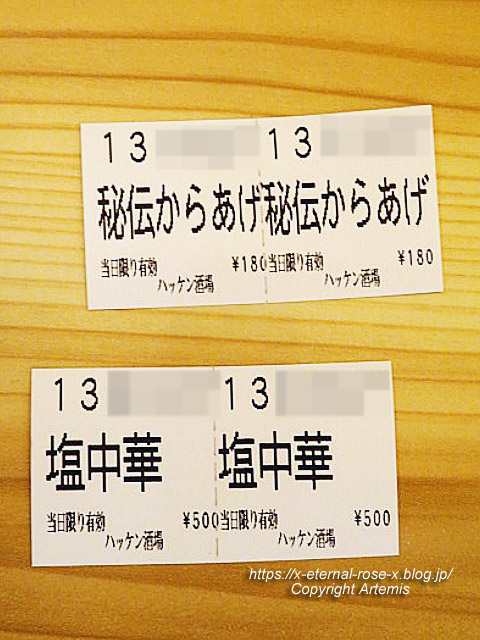 13 13
秘伝からあげ 秘伝からあげ
当日限り有効 ¥180 当日限り有効 ¥180
ハッケン酒場 ハッケン酒場
13 13
塩中華 塩中華
当日限り有効 ¥500 当日限り有効 ¥500
ハッケン酒場 ハッケン酒場
https://x-eternal-rose-x.blog.jp/
Copyright Artemis